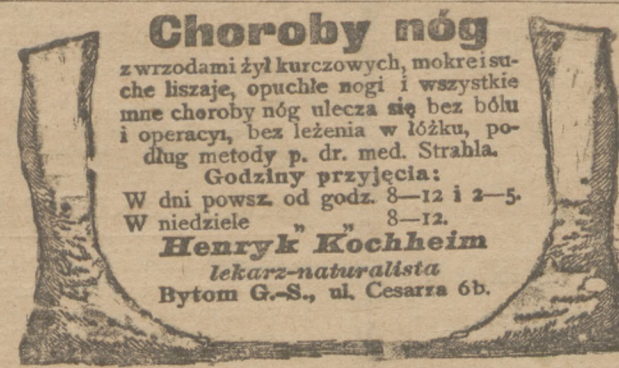 Choroby nóg
z wrzodami żył kurczowych, mokre i su-
che liszaje, opuchłe nogi i wszystkie
inne choroby nóg ulecza się bez bólu
i operacyi, bez leżenia w łóżku, po-
dług metody p. dr. med. Strahla.
Godziny przyjęcia:
W dni powsz. od godz. 8—12 i 2—5.
W niedziele „ „ 8—12.
Henryk Kochheim
lekarz-naturalista
Bytom G.-S., ul. Cesarza 6b.